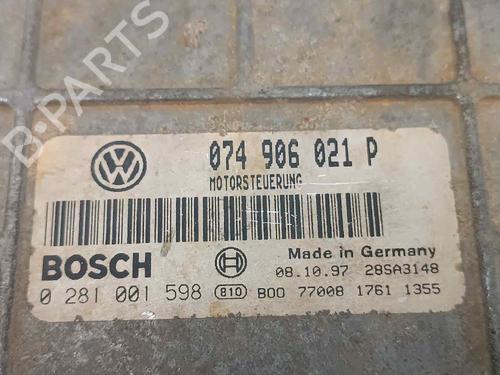 B-PARTS
VW
074 906 021 P
MOTORSTEUERUNG
BOSCH
Made in Germany
08.10.97 28SA3148
0 281 001 598 810 B00 77008 1761 1355